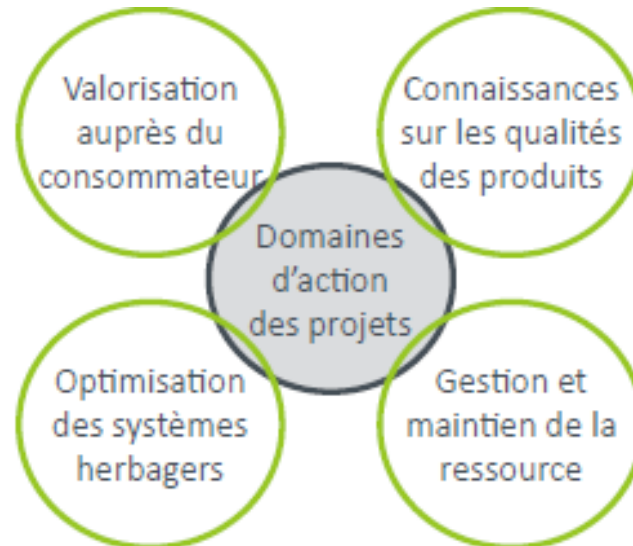 Valorisation
auprès du
consommateur
Connaissances
sur les qualités
des produits
Domaines
d'action
des projets
Optimisation
des systèmes
herbagers
Gestion et
maintien de la
ressource